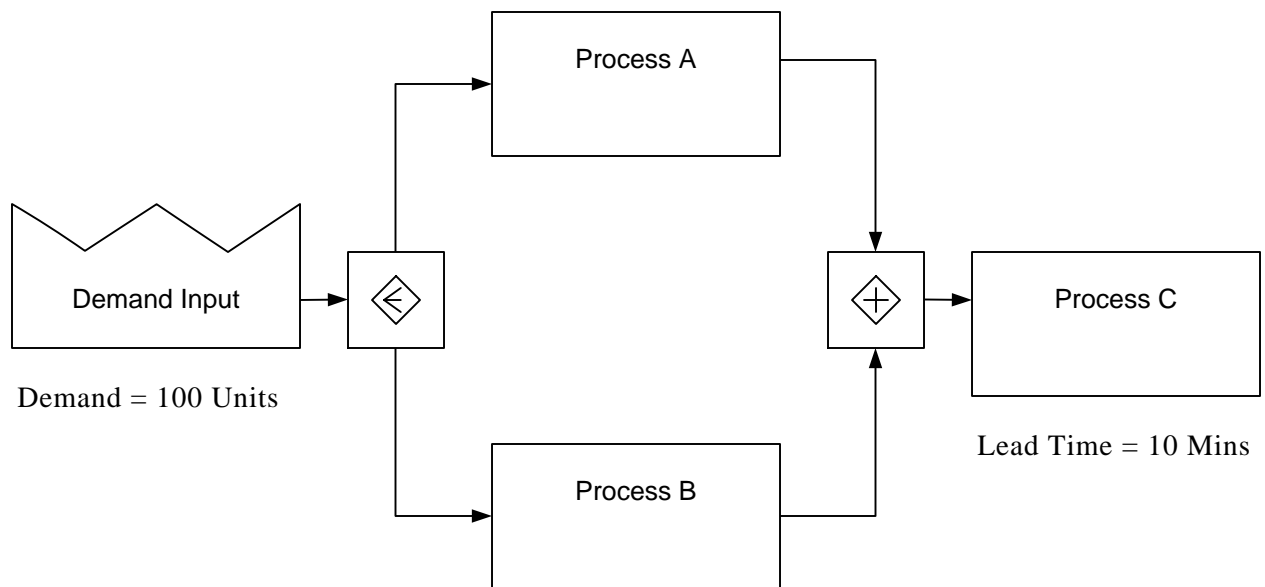 Process A
Demand Input
Process C
Demand = 100 Units
Lead Time = 10 Mins
Process B